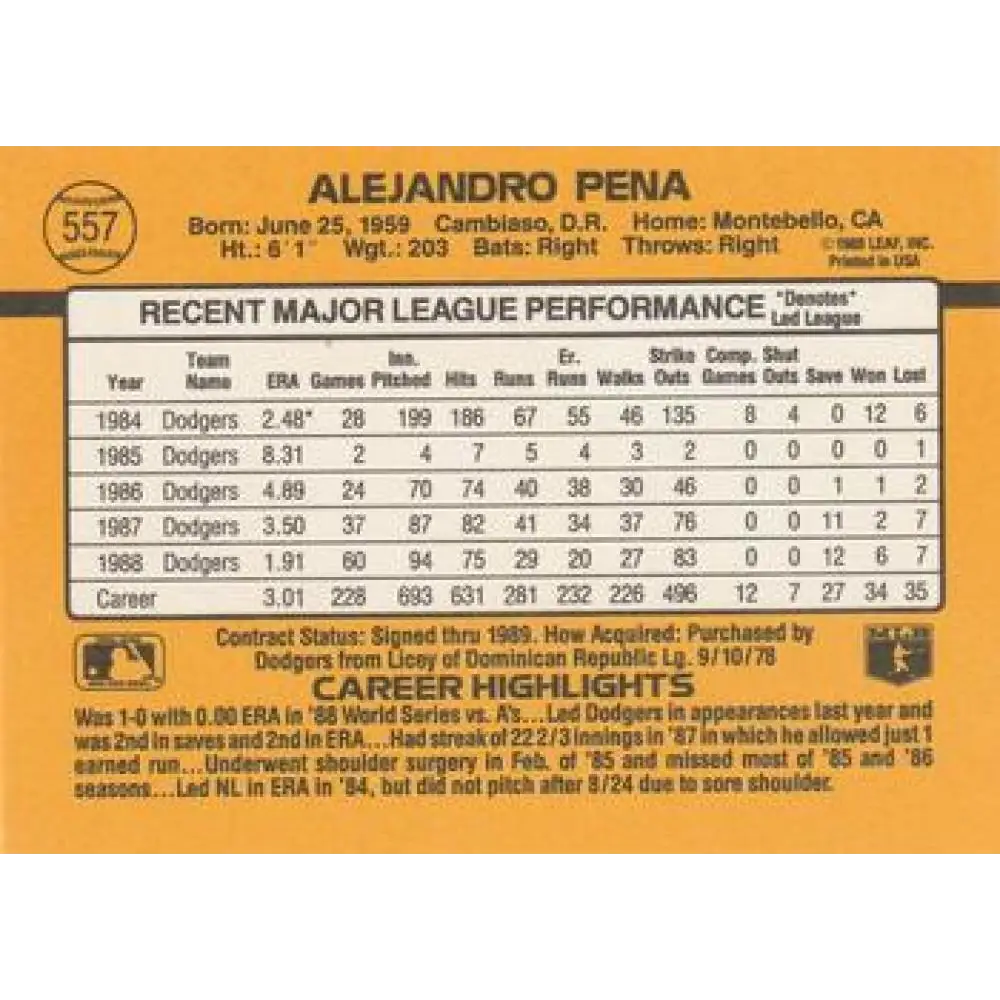 ALEJANDRO PENA
557
Born: June 25, 1959 Cambiaso, D.R. Home: Montebello, CA
Ht.: 6'1" Wgt.: 203 Bats: Right Throws: Right
© 1988 LEAF, INC.
Printed in USA
RECENT MAJOR LEAGUE PERFORMANCE "Denotes" Led League
Year Team Name ERA Games Inn. Pitched Hits Runs Er. Runs Walks Strike Outs Comp. Games Shut Outs Save Won Lost
1984 Dodgers 2.48* 28 199 186 67 55 46 135 8 4 0 12 6
1985 Dodgers 8.31 2 4 7 5 4 3 2 0 0 0 0 1
1986 Dodgers 4.89 24 70 74 40 38 30 46 0 0 1 1 2
1987 Dodgers 3.50 37 87 82 41 34 37 76 0 0 11 2 7
1988 Dodgers 1.91 60 94 75 29 20 27 83 0 0 12 6 7
Career 3.01 228 693 631 281 232 226 496 12 7 27 34 35
Contract Status: Signed thru 1989. How Acquired: Purchased by
Dodgers from Licey of Dominican Republic Lg. 9/10/78
CAREER HIGHLIGHTS
Was 1-0 with 0.00 ERA in '88 World Series vs. A's...Led Dodgers in appearances last year and
was 2nd in saves and 2nd in ERA...Had streak of 22 2/3 innings in '87 in which he allowed just 1
earned run...Underwent shoulder surgery in Feb. of '85 and missed most of '85 and '86
seasons...Led NL in ERA in '84, but did not pitch after 8/24 due to sore shoulder.